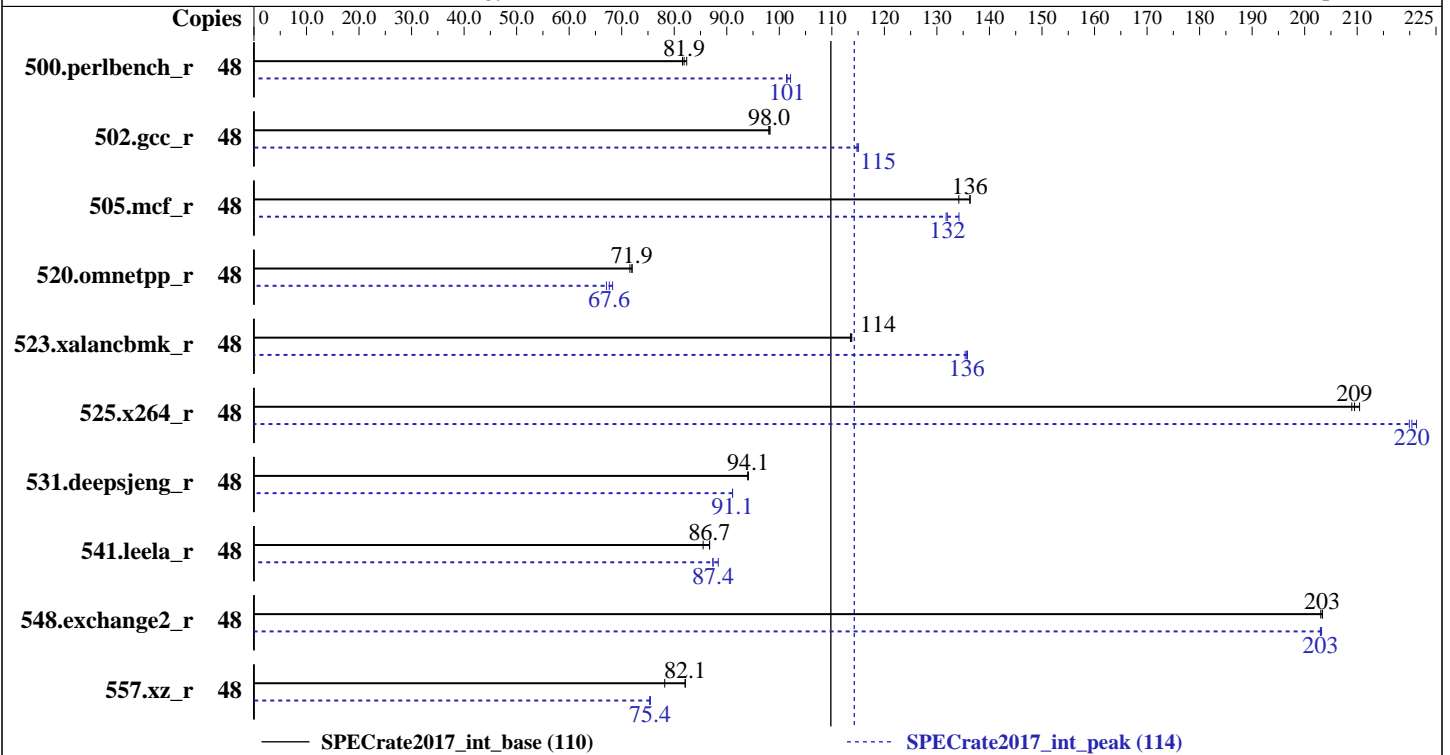 Copies 0 10.0 20.0 30.0 40.0 50.0 60.0 70.0 80.0 90.0 100 110 120 130 140 150 160 170 180 190 200 210 225
81.9
500.perlbench_r 48
101
98.0
502.gcc_r 48
115
136
505.mcf_r 48
132
71.9
520.omnetpp_r 48
67.6
114
523.xalancbmk_r 48
136
209
525.x264_r 48
220
94.1
531.deepsjeng_r 48
91.1
86.7
541.leela_r 48
87.4
203
548.exchange2_r 48
203
82.1
557.xz_r 48
75.4
SPECrate2017_int_base (110) SPECrate2017_int_peak (114)